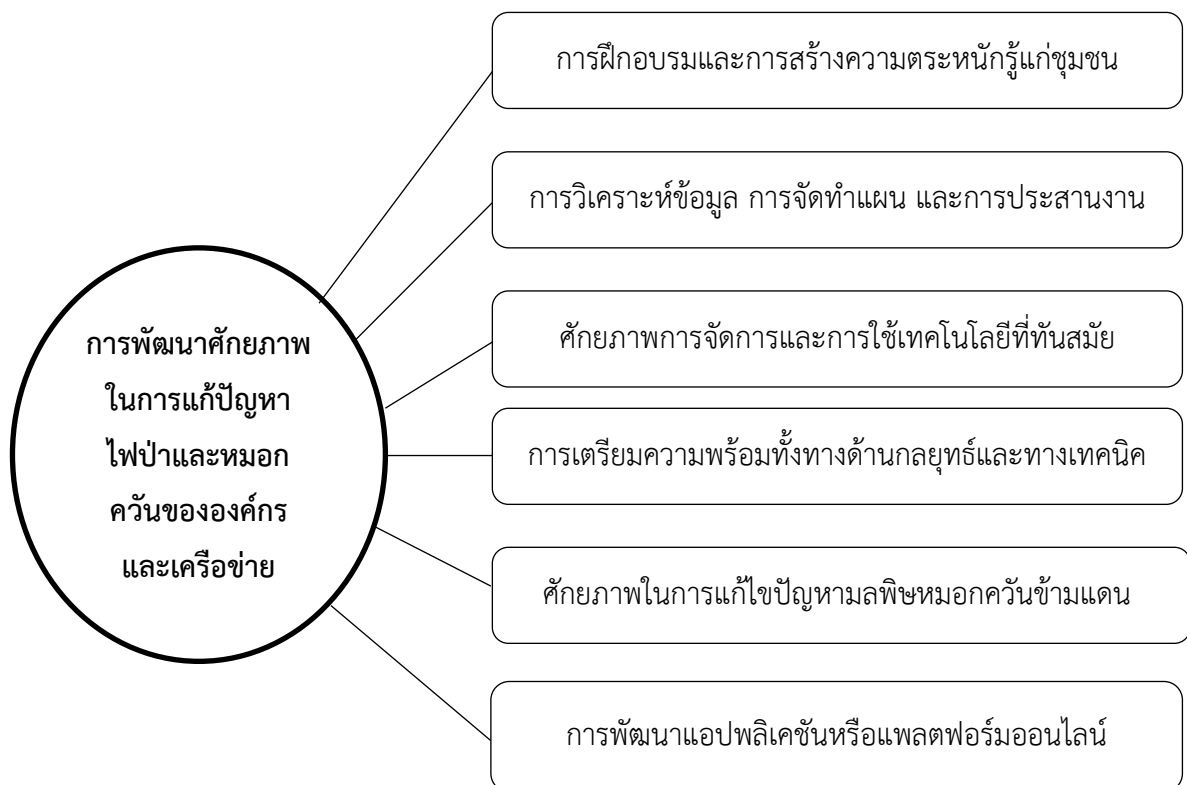 การฝึกอบรมและการสร้างความตระหนักรู้แก่ชุมชน
การวิเคราะห์ข้อมูล การจัดทำแผน และการประสานงาน
การพัฒนาศักยภาพ
ในการแก้ปัญหา
ไฟป่าและหมอก
ควันขององค์กร
และเครือข่าย
ศักยภาพการจัดการและการใช้เทคโนโลยีที่ทันสมัย
การเตรียมความพร้อมทั้งทางด้านกลยุทธ์และทางเทคนิค
ศักยภาพในการแก้ไขปัญหามลพิษหมอกควันข้ามแดน
การพัฒนาแอปพลิเคชันหรือแพลตฟอร์มออนไลน์